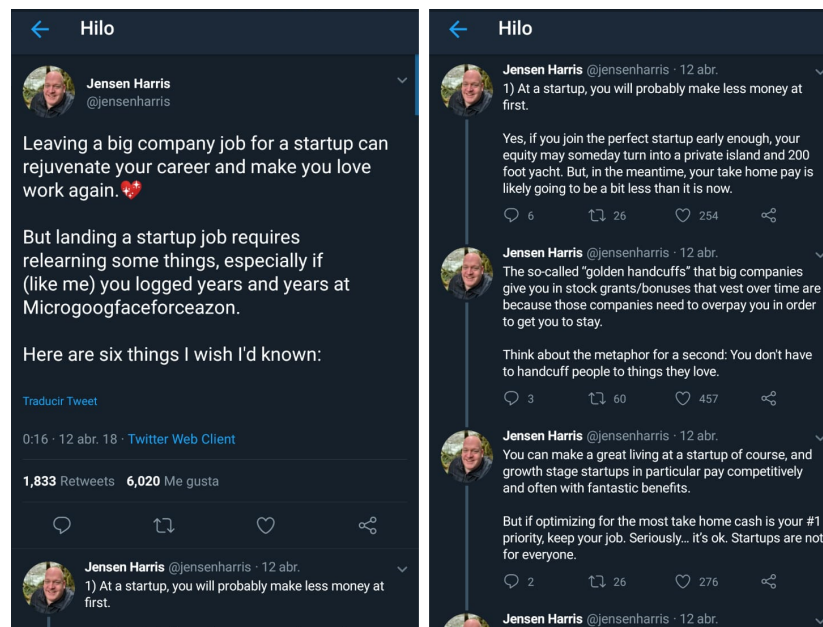 Hilo
Jensen Harris
@jensenharris
Leaving a big company job for a startup can
rejuvenate your career and make you love
work again.💖
But landing a startup job requires
relearning some things, especially if
(like me) you logged years and years at
Microgoogfaceforceazon.
Here are six things I wish I'd known:
Traducir Tweet
0:16 · 12 abr. 18 · Twitter Web Client
1,833 Retweets 6,020 Me gusta
Jensen Harris @jensenharris · 12 abr.
1) At a startup, you will probably make less money at
first.
Hilo
Jensen Harris @jensenharris · 12 abr.
1) At a startup, you will probably make less money at
first.
Yes, if you join the perfect startup early enough, your
equity may someday turn into a private island and 200
foot yacht. But, in the meantime, your take home pay is
likely going to be a bit less than it is now.
6 26 254
Jensen Harris @jensenharris · 12 abr.
The so-called “golden handcuffs” that big companies
give you in stock grants/bonuses that vest over time are
because those companies need to overpay you in order
to get you to stay.
Think about the metaphor for a second: You don't have
to handcuff people to things they love.
3 60 457
Jensen Harris @jensenharris · 12 abr.
You can make a great living at a startup of course, and
growth stage startups in particular pay competitively
and often with fantastic benefits.
But if optimizing for the most take home cash is your #1
priority, keep your job. Seriously… it's ok. Startups are not
for everyone.
2 26 276
Jensen Harris @jensenharris · 12 abr.